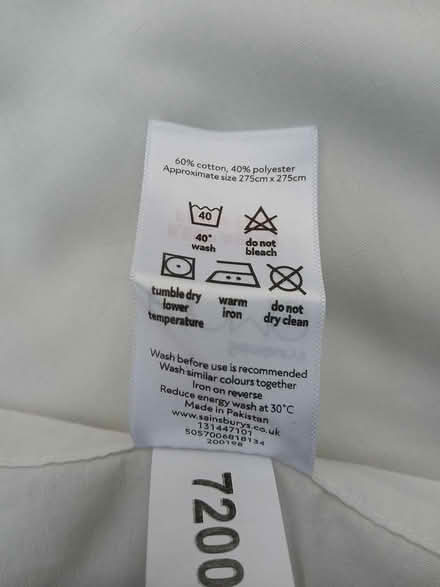 60% cotton, 40% polyester
Approximate size 275cm x 275cm
40
40°
wash
do not
bleach
tumble dry
lower
temperature
warm
iron
do not
dry clean
Wash before use is recommended
Wash similar colours together
Iron on reverse
Reduce energy wash at 30°C
Made in Pakistan
www.sainsburys.co.uk
131447101
5057006818134
200198
7200